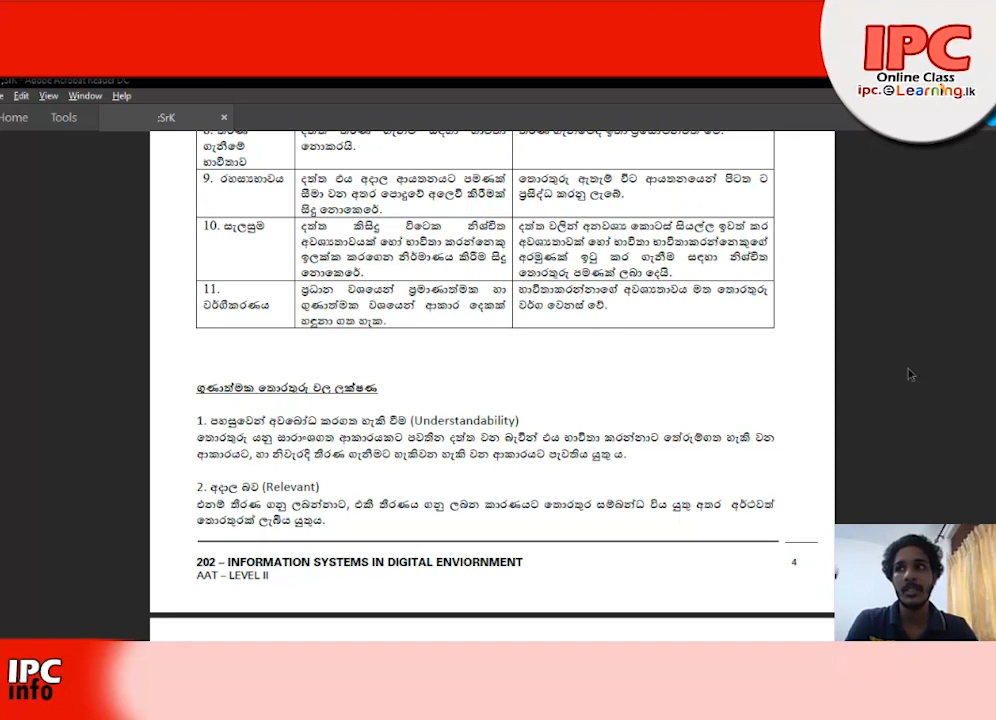 IPC
Online Class
ipc.eLearning.lk
Edit View Window Help
Home Tools ;SrK ×
ගැනීමේ
භාවිතාව
නොකරයි.
9. රහස්‍යභාවය
දත්ත එය අදාල ආයතනයට පමණක්
සීමා වන අතර පොදුවේ අලෙවි කිරීමක්
සිදු නොකෙරේ.
තොරතුරු ඇතැම් විට ආයතනයෙන් පිටත ට
ප්‍රසිද්ධ කරනු ලැබේ.
10. සැලසුම
දත්ත කිසිදු විටෙක නිශ්චිත
අවශ්‍යතාවයක් හෝ භාවිතා කරන්නෙකු
ඉලක්ක කරගෙන නිර්මාණය කිරීම සිදු
නොකෙරේ.
දත්ත වලින් අනවශ්‍ය කොටස් සියල්ල ඉවත් කර
අවශ්‍යතාවක් හෝ භාවිතා භාවිතාකරන්නෙකුගේ
අරමුණක් ඉටු කර ගැනීම සඳහා නිශ්චිත
තොරතුරු පමණක් ලබා දෙයි.
11.
වර්ගීකරණය
ප්‍රධාන වශයෙන් ප්‍රමාණාත්මක හා
ගුණාත්මක වශයෙන් ආකාර දෙකක්
හඳුනා ගත හැක.
භාවිතාකරන්නාගේ අවශ්‍යතාවය මත තොරතුරු
වර්ග වෙනස් වේ.
ගුණාත්මක තොරතුරු වල ලක්ෂණ
1. පහසුවෙන් අවබෝධ කරගත හැකි වීම (Understandability)
තොරතුරු යනු සාරාංශගත ආකාරයකට පවතින දත්ත වන බැවින් එය භාවිතා කරන්නාට තේරුම්ගත හැකි වන
ආකාරයට, හා නිවැරදි තීරණ ගැනීමට හැකිවන හැකි වන ආකාරයට පැවතිය යුතු ය.
2. අදාල බව (Relevant)
එනම් තීරණ ගනු ලබන්නාට, එකී තීරණය ගනු ලබන කාරණයට තොරතුර සම්බන්ධ විය යුතු අතර අර්ථවත්
තොරතුරක් ලැබිය යුතුය.
202 – INFORMATION SYSTEMS IN DIGITAL ENVIORNMENT
4
AAT – LEVEL II
IPC
info